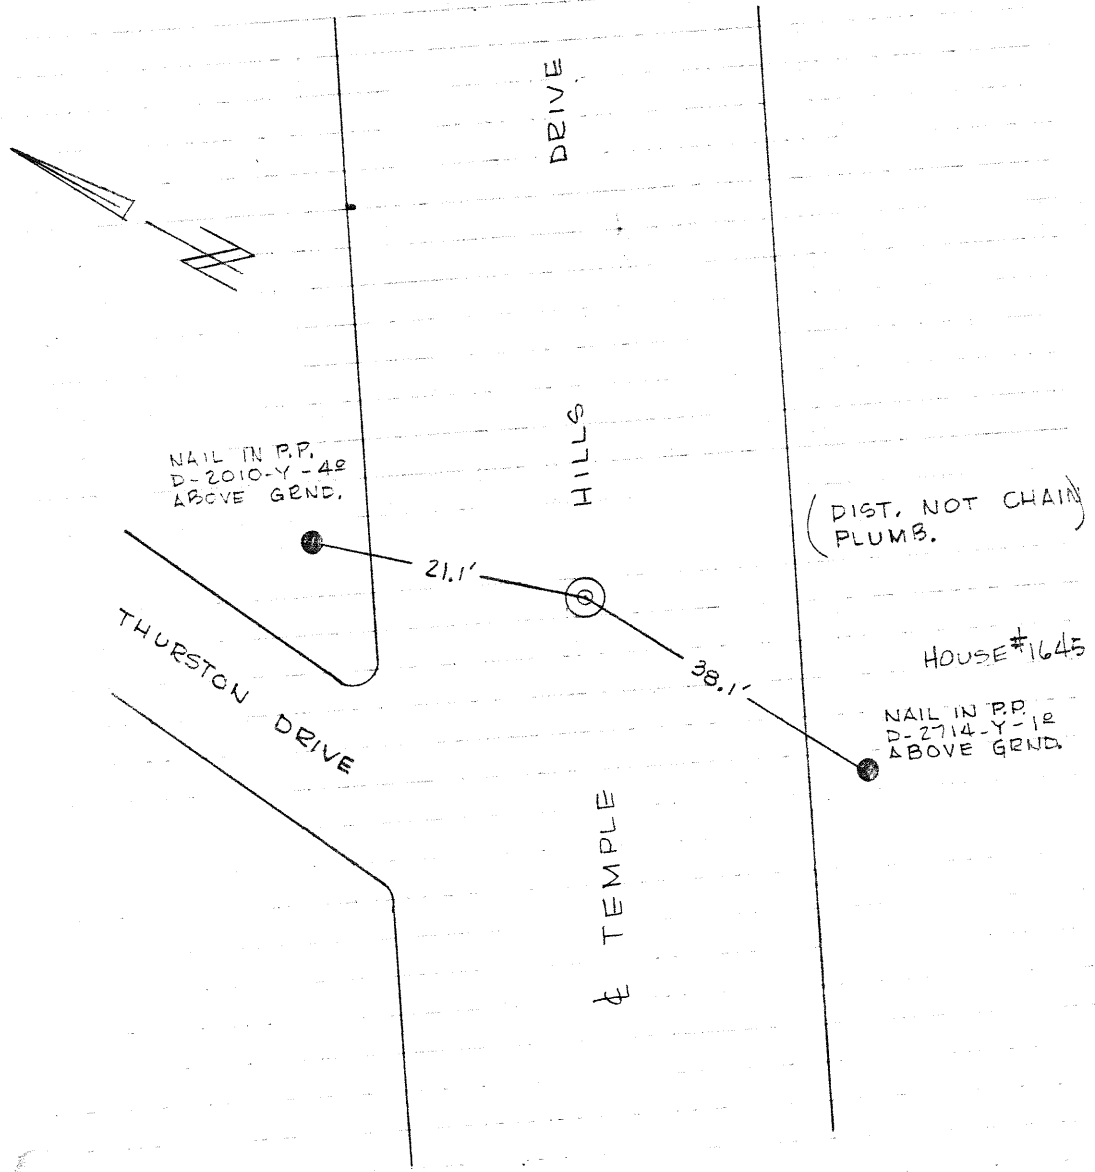 DRIVE
N
NAIL IN P.P.
D-2010-Y-4º
ABOVE GRND.
HILLS
(DIST. NOT CHAIN)
PLUMB.
21.1'
THURSTON DRIVE
38.1'
HOUSE #1645
NAIL IN P.P.
D-2714-Y-1º
ABOVE GRND.
℄ TEMPLE